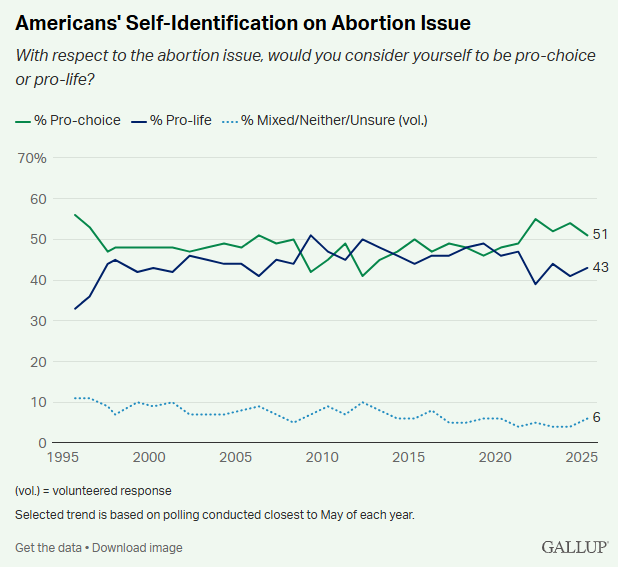 Americans' Self-Identification on Abortion Issue
With respect to the abortion issue, would you consider yourself to be pro-choice
or pro-life?
% Pro-choice % Pro-life % Mixed/Neither/Unsure (vol.)
70%
60
50
40
30
20
10
0
51
43
6
1995 2000 2005 2010 2015 2020 2025
(vol.) = volunteered response
Selected trend is based on polling conducted closest to May of each year.
Get the data • Download image
GALLUP®